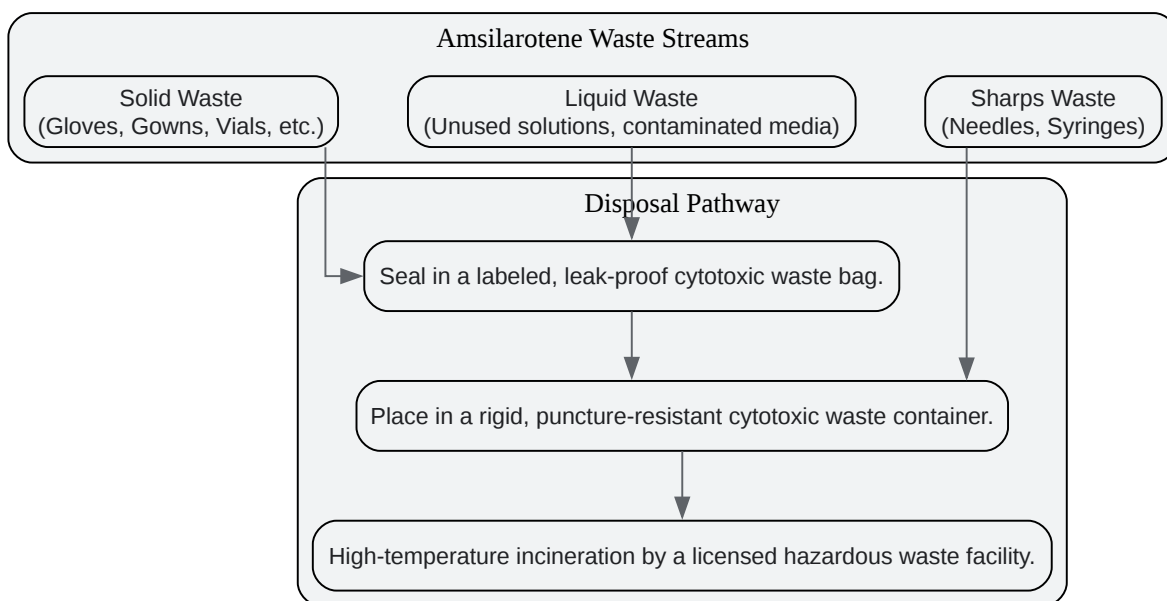 Amsilarotene Waste Streams
Solid Waste
(Gloves, Gowns, Vials, etc.)
Liquid Waste
(Unused solutions, contaminated media)
Sharps Waste
(Needles, Syringes)
Disposal Pathway
Seal in a labeled, leak-proof cytotoxic waste bag.
Place in a rigid, puncture-resistant cytotoxic waste container.
High-temperature incineration by a licensed hazardous waste facility.